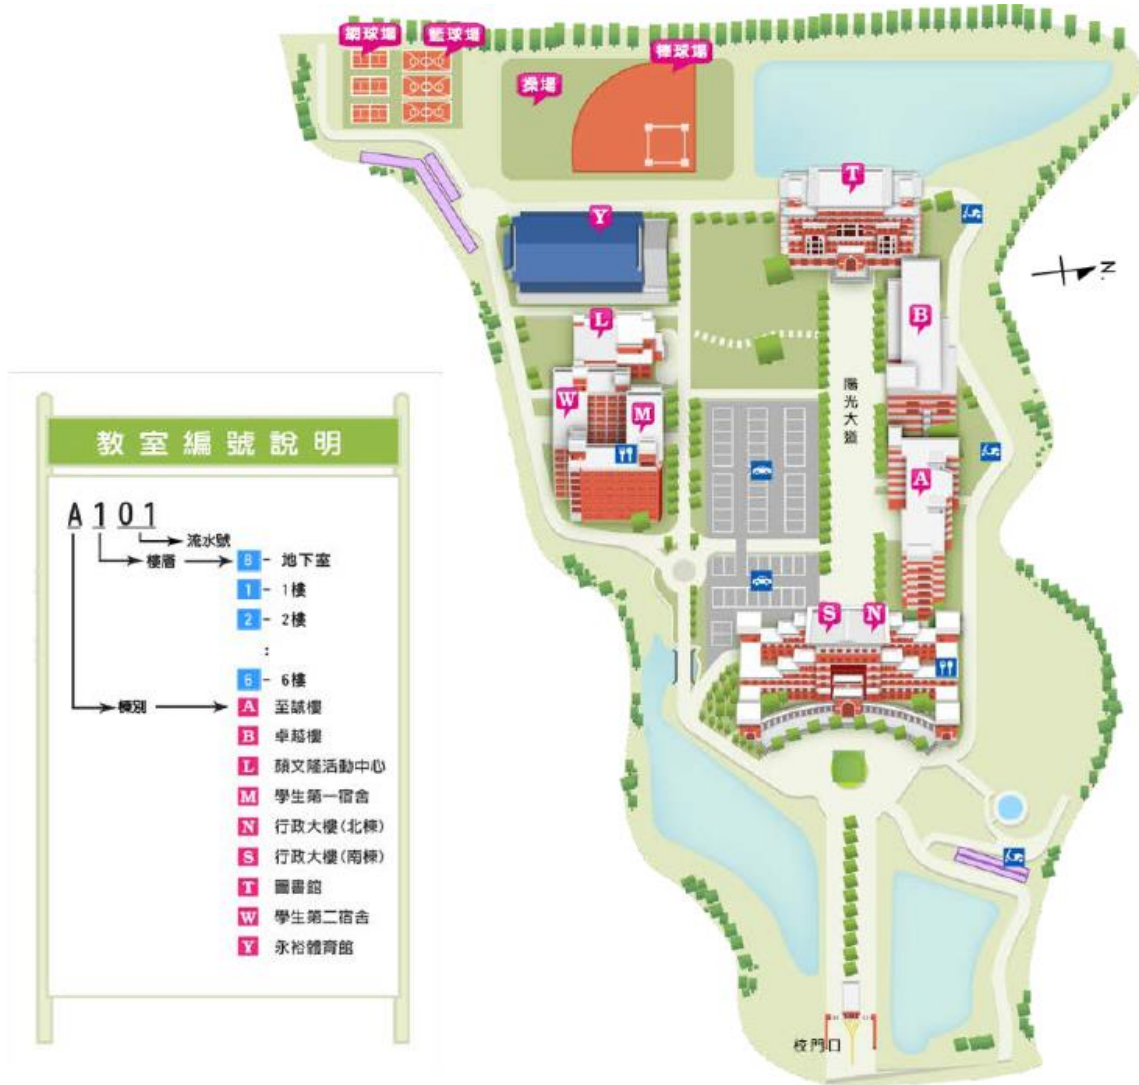 網球場
籃球場
棒球場
操場
T
Y
N
B
L
陽光大道
W
M
A
S
N
校門口
教室編號說明
A101
流水號
樓層
B - 地下室
1 - 1樓
2 - 2樓
:
6 - 6樓
棟別
A 至誠樓
B 卓越樓
L 顏文隆活動中心
M 學生第一宿舍
N 行政大樓(北棟)
S 行政大樓(南棟)
T 圖書館
W 學生第二宿舍
Y 永裕體育館